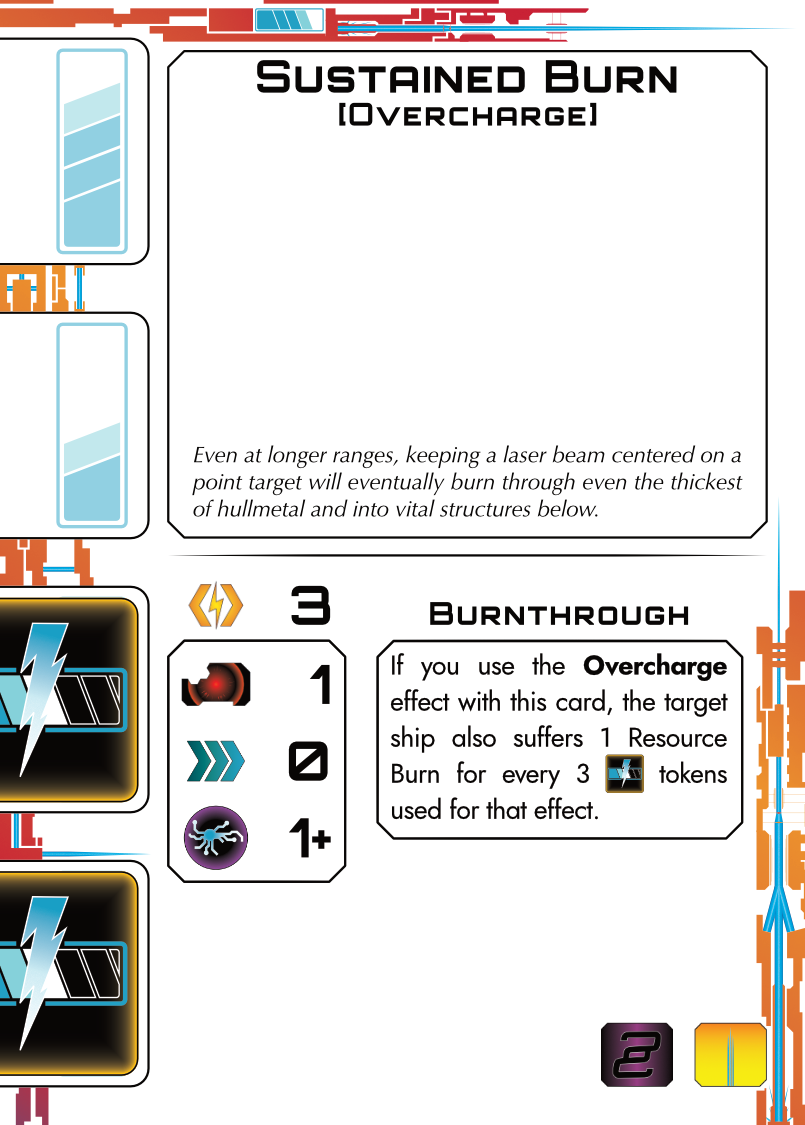 Sustained Burn
[Overcharge]
Even at longer ranges, keeping a laser beam centered on a
point target will eventually burn through even the thickest
of hullmetal and into vital structures below.
3
1
0
1+
Burnthrough
If you use the Overcharge
effect with this card, the target
ship also suffers 1 Resource
Burn for every 3 tokens
used for that effect.
2